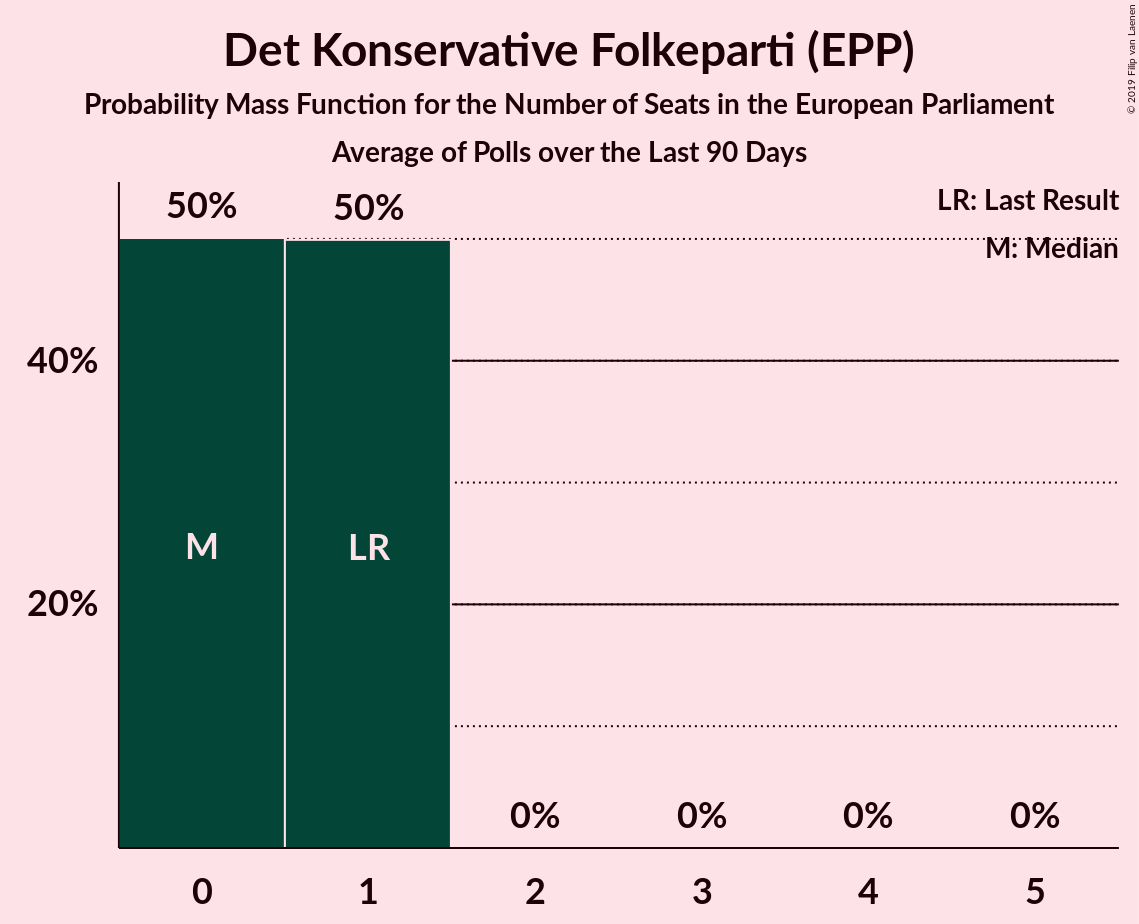 Det Konservative Folkeparti (EPP)
Probability Mass Function for the Number of Seats in the European Parliament
Average of Polls over the Last 90 Days
© 2019 Filip van Laenen
50% 50%
LR: Last Result
M: Median
40%
M LR
20%
0% 0% 0% 0%
0 1 2 3 4 5